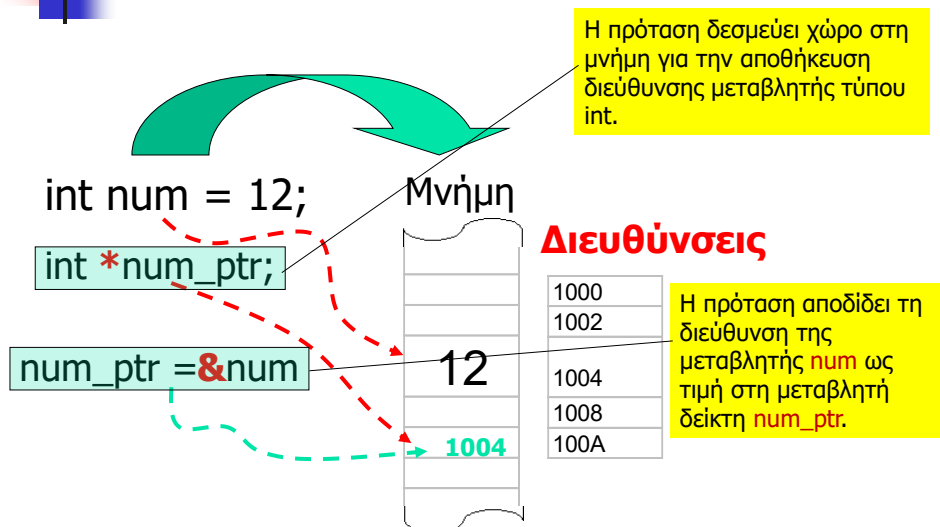 Η πρόταση δεσμεύει χώρο στη
μνήμη για την αποθήκευση
διεύθυνσης μεταβλητής τύπου
int.
int num = 12;
Μνήμη
int *num_ptr;
Διευθύνσεις
1000
1002
1004
1008
100A
Η πρόταση αποδίδει τη
διεύθυνση της
μεταβλητής num ως
τιμή στη μεταβλητή
δείκτη num_ptr.
num_ptr =&num
12
1004